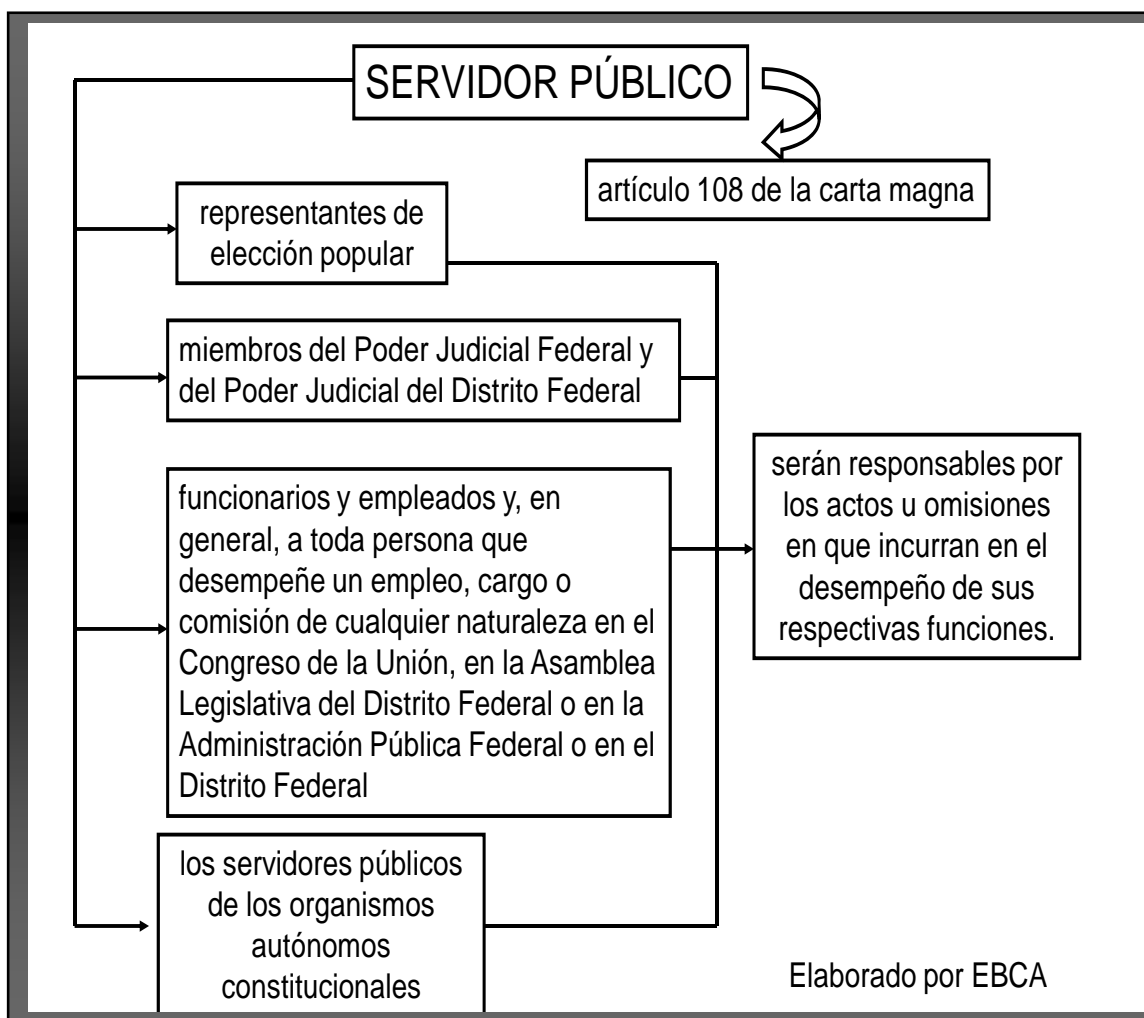 SERVIDOR PÚBLICO
artículo 108 de la carta magna
representantes de
elección popular
miembros del Poder Judicial Federal y
del Poder Judicial del Distrito Federal
funcionarios y empleados y, en
general, a toda persona que
desempeñe un empleo, cargo o
comisión de cualquier naturaleza en el
Congreso de la Unión, en la Asamblea
Legislativa del Distrito Federal o en la
Administración Pública Federal o en el
Distrito Federal
los servidores públicos
de los organismos
autónomos
constitucionales
serán responsables por
los actos u omisiones
en que incurran en el
desempeño de sus
respectivas funciones.
Elaborado por EBCA